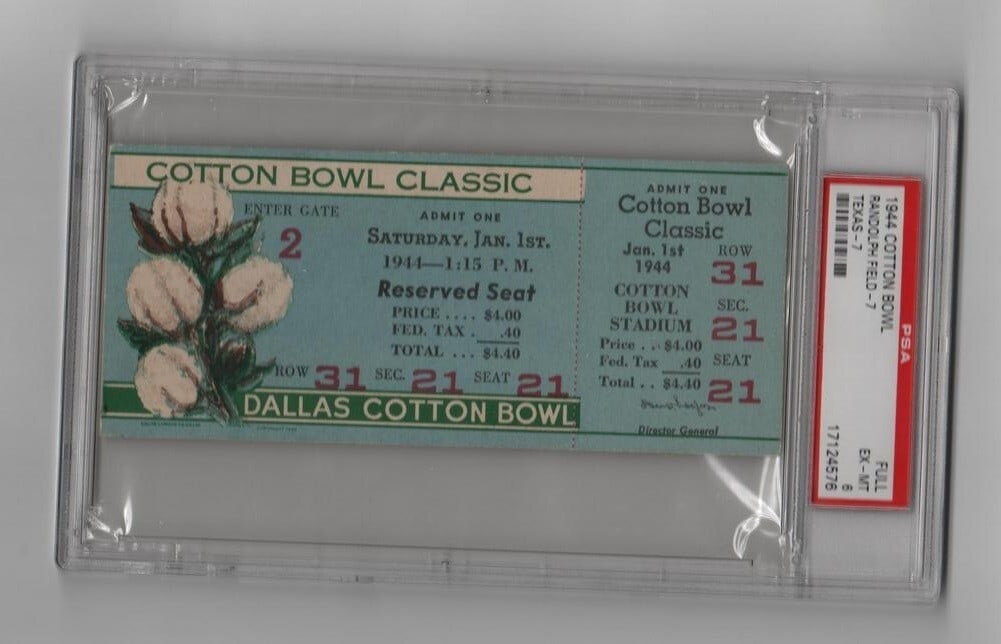 COTTON BOWL CLASSIC
ENTER GATE
2
ADMIT ONE
SATURDAY, JAN. 1ST.
1944—1:15 P. M.
Reserved Seat
PRICE .... $4.00
FED. TAX . .40
TOTAL ... $4.40
ROW 31 SEC. 21 SEAT 21
DALLAS COTTON BOWL
ADMIT ONE
Cotton Bowl
Classic
Jan. 1st
1944
ROW
31
COTTON
BOWL
STADIUM
SEC.
21
Price .. $4.00
Fed. Tax .40
Total .. $4.40
SEAT
21
Director General
1944 COTTON BOWL
RANDOLPH FIELD-7
TEXAS-7
PSA
FULL
EX-MT
6
17124576